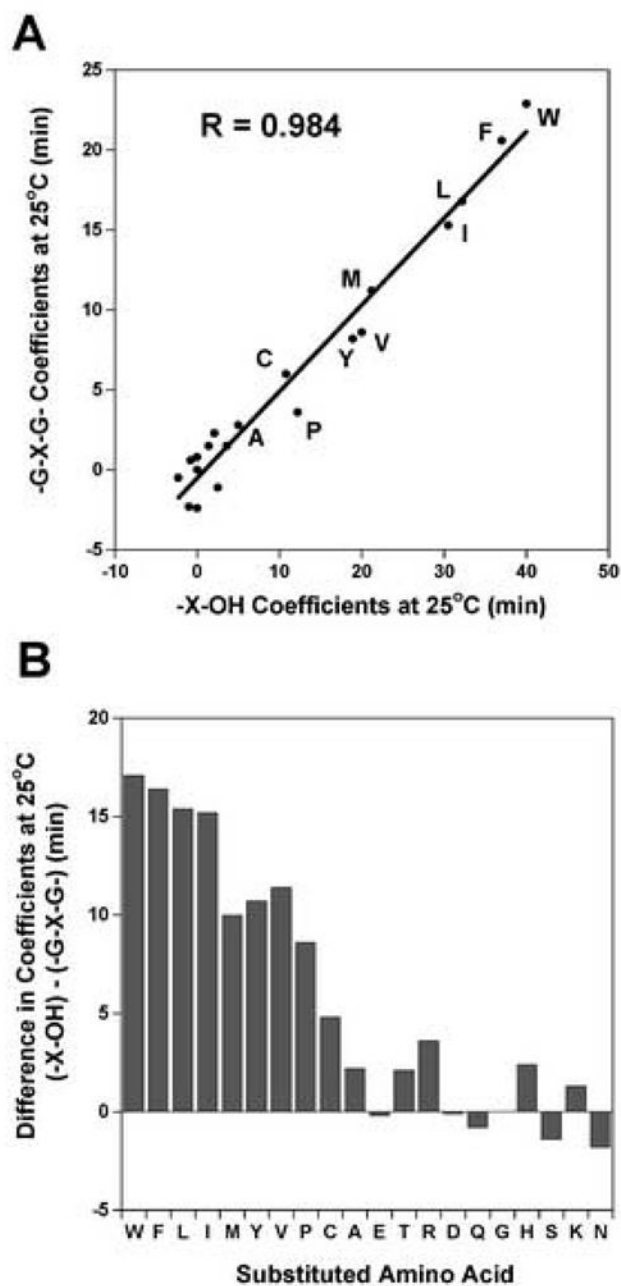 A
-G-X-G- Coefficients at 25°C (min)
25
20
15
10
5
0
-5
R = 0.984
W
F
L
I
M
V
Y
C
P
A
-10 0 10 20 30 40 50
-X-OH Coefficients at 25°C (min)
B
Difference in Coefficients at 25°C
(-X-OH) - (-G-X-G-) (min)
20
15
10
5
0
-5
W F L I M Y V P C A E T R D Q G H S K N
Substituted Amino Acid